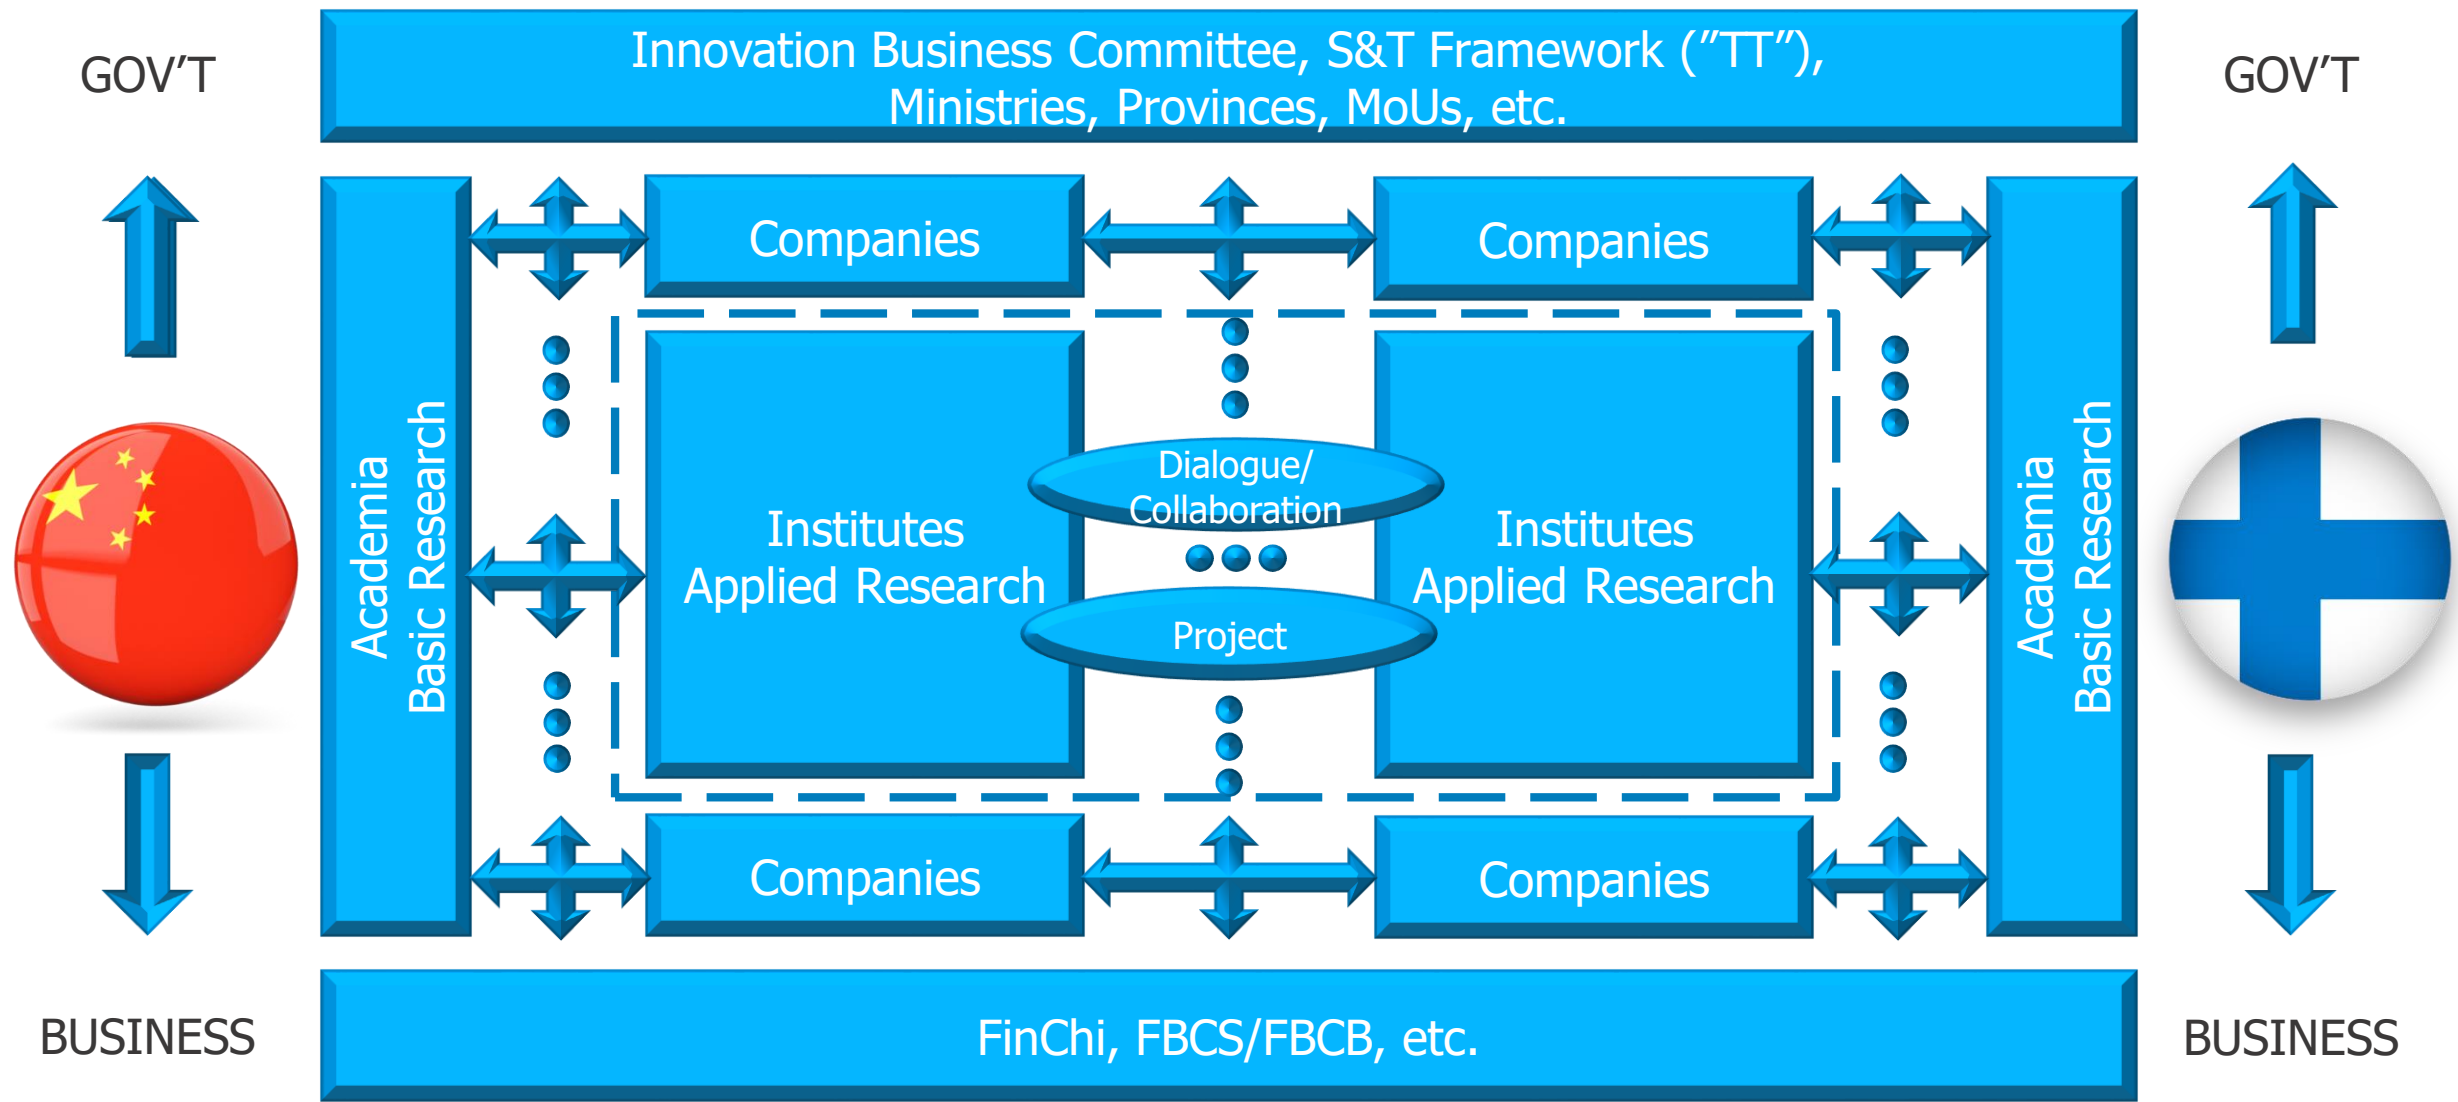 GOV’T
Innovation Business Committee, S&T Framework (”TT”),
Ministries, Provinces, MoUs, etc.
GOV’T
Academia
Basic Research
Companies
Companies
Institutes
Applied Research
Dialogue/
Collaboration
Project
Institutes
Applied Research
Academia
Basic Research
Companies
Companies
BUSINESS
FinChi, FBCS/FBCB, etc.
BUSINESS